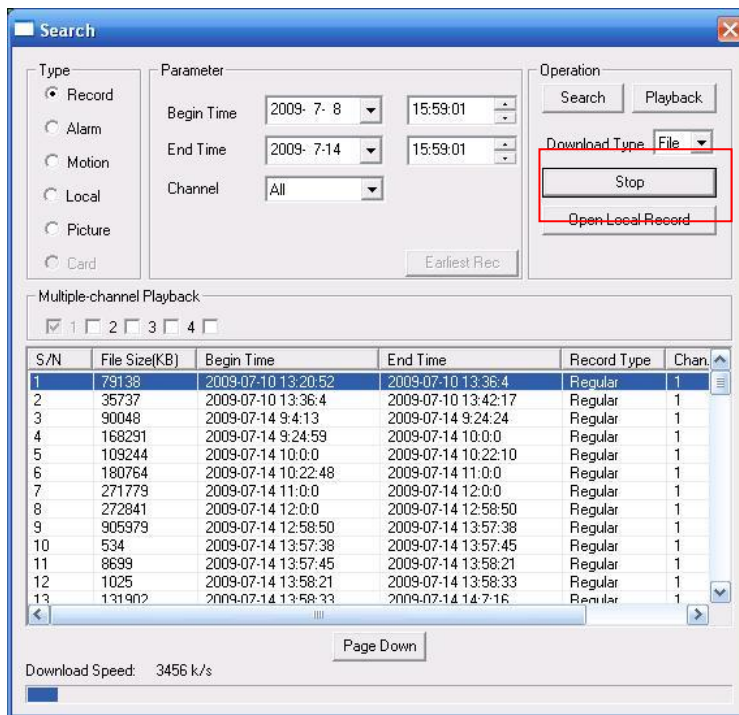 Search
Type
Parameter
Operation
Record
Begin Time 2009- 7- 8 15:59:01
Search Playback
Alarm
End Time 2009- 7-14 15:59:01
Download Type File
Motion
Channel All
Stop
Local
Open Local Record
Picture
Card
Earliest Rec
Multiple-channel Playback
1 2 3 4
S/N File Size(KB) Begin Time End Time Record Type Chan.
1 79138 2009-07-10 13:20:52 2009-07-10 13:36:4 Regular 1
2 35737 2009-07-10 13:36:4 2009-07-10 13:42:17 Regular 1
3 90048 2009-07-14 9:4:13 2009-07-14 9:24:24 Regular 1
4 168291 2009-07-14 9:24:59 2009-07-14 10:0:0 Regular 1
5 109244 2009-07-14 10:0:0 2009-07-14 10:22:10 Regular 1
6 180764 2009-07-14 10:22:48 2009-07-14 11:0:0 Regular 1
7 271779 2009-07-14 11:0:0 2009-07-14 12:0:0 Regular 1
8 272841 2009-07-14 12:0:0 2009-07-14 12:58:50 Regular 1
9 905979 2009-07-14 12:58:50 2009-07-14 13:57:38 Regular 1
10 534 2009-07-14 13:57:38 2009-07-14 13:57:45 Regular 1
11 8699 2009-07-14 13:57:45 2009-07-14 13:58:21 Regular 1
12 1025 2009-07-14 13:58:21 2009-07-14 13:58:33 Regular 1
13 131902 2009-07-14 13:58:33 2009-07-14 14:7:16 Regular 1
Page Down
Download Speed: 3456 k/s